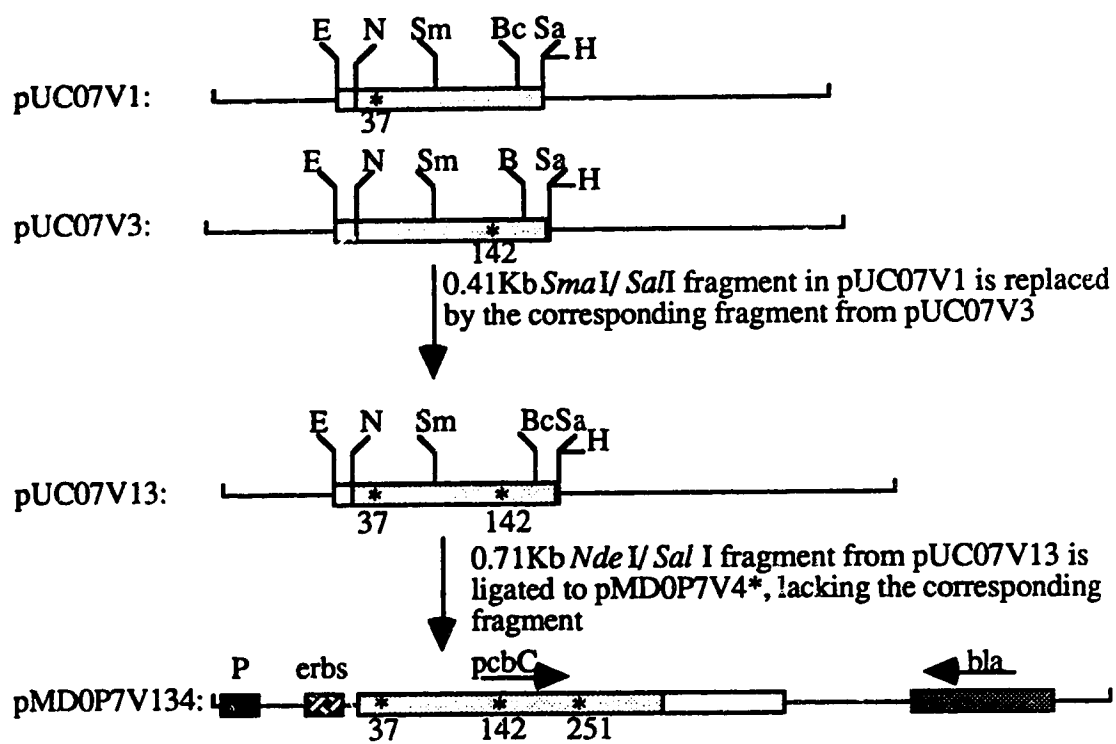 E N Sm Bc Sa
H
pUC07V1:
*
37
E N Sm B Sa
H
pUC07V3:
*
142
0.41Kb SmaI/ SalI fragment in pUC07V1 is replaced
by the corresponding fragment from pUC07V3
E N Sm BcSa
H
pUC07V13:
* *
37 142
0.71Kb Nde I/ Sal I fragment from pUC07V13 is
ligated to pMD0P7V4*, lacking the corresponding
fragment
P erbs pcbC bla
pMD0P7V134:
* * *
37 142 251